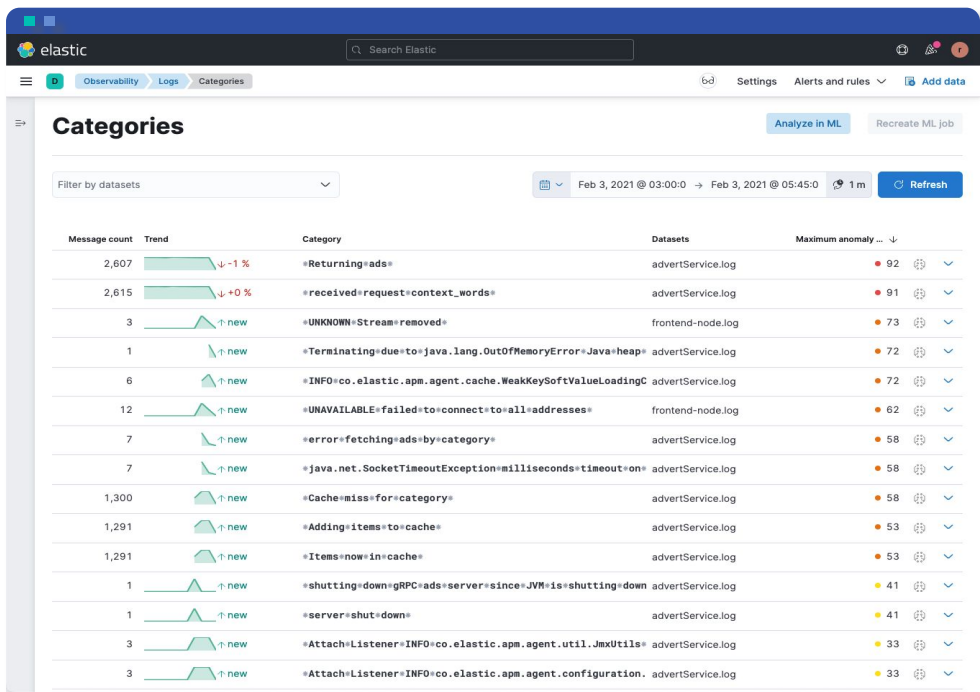 elastic
Search Elastic
r
D Observability Logs Categories
Settings Alerts and rules Add data
Categories
Analyze in ML Recreate ML job
Filter by datasets
Feb 3, 2021 @ 03:00:0 → Feb 3, 2021 @ 05:45:0 1 m Refresh
Message count Trend Category Datasets Maximum anomaly ... ↓
2,607 ↓ -1 % *Returning*ads* advertService.log 92
2,615 ↓ +0 % *received*request*context_words* advertService.log 91
3 ↑ new *UNKNOWN*Stream*removed* frontend-node.log 73
1 ↑ new *Terminating*due*to*java.lang.OutOfMemoryError*Java*heap* advertService.log 72
6 ↑ new *INFO*co.elastic.apm.agent.cache.WeakKeySoftValueLoadingC advertService.log 72
12 ↑ new *UNAVAILABLE*failed*to*connect*to*all*addresses* frontend-node.log 62
7 ↑ new *error*fetching*ads*by*category* advertService.log 58
7 ↑ new *java.net.SocketTimeoutException*milliseconds*timeout*on* advertService.log 58
1,300 ↑ new *Cache*miss*for*category* advertService.log 58
1,291 ↑ new *Adding*items*to*cache* advertService.log 53
1,291 ↑ new *Items*now*in*cache* advertService.log 53
1 ↑ new *shutting*down*gRPC*ads*server*since*JVM*is*shutting*down advertService.log 41
1 ↑ new *server*shut*down* advertService.log 41
3 ↑ new *Attach*Listener*INFO*co.elastic.apm.agent.util.JmxUtils* advertService.log 33
3 ↑ new *Attach*Listener*INFO*co.elastic.apm.agent.configuration. advertService.log 33